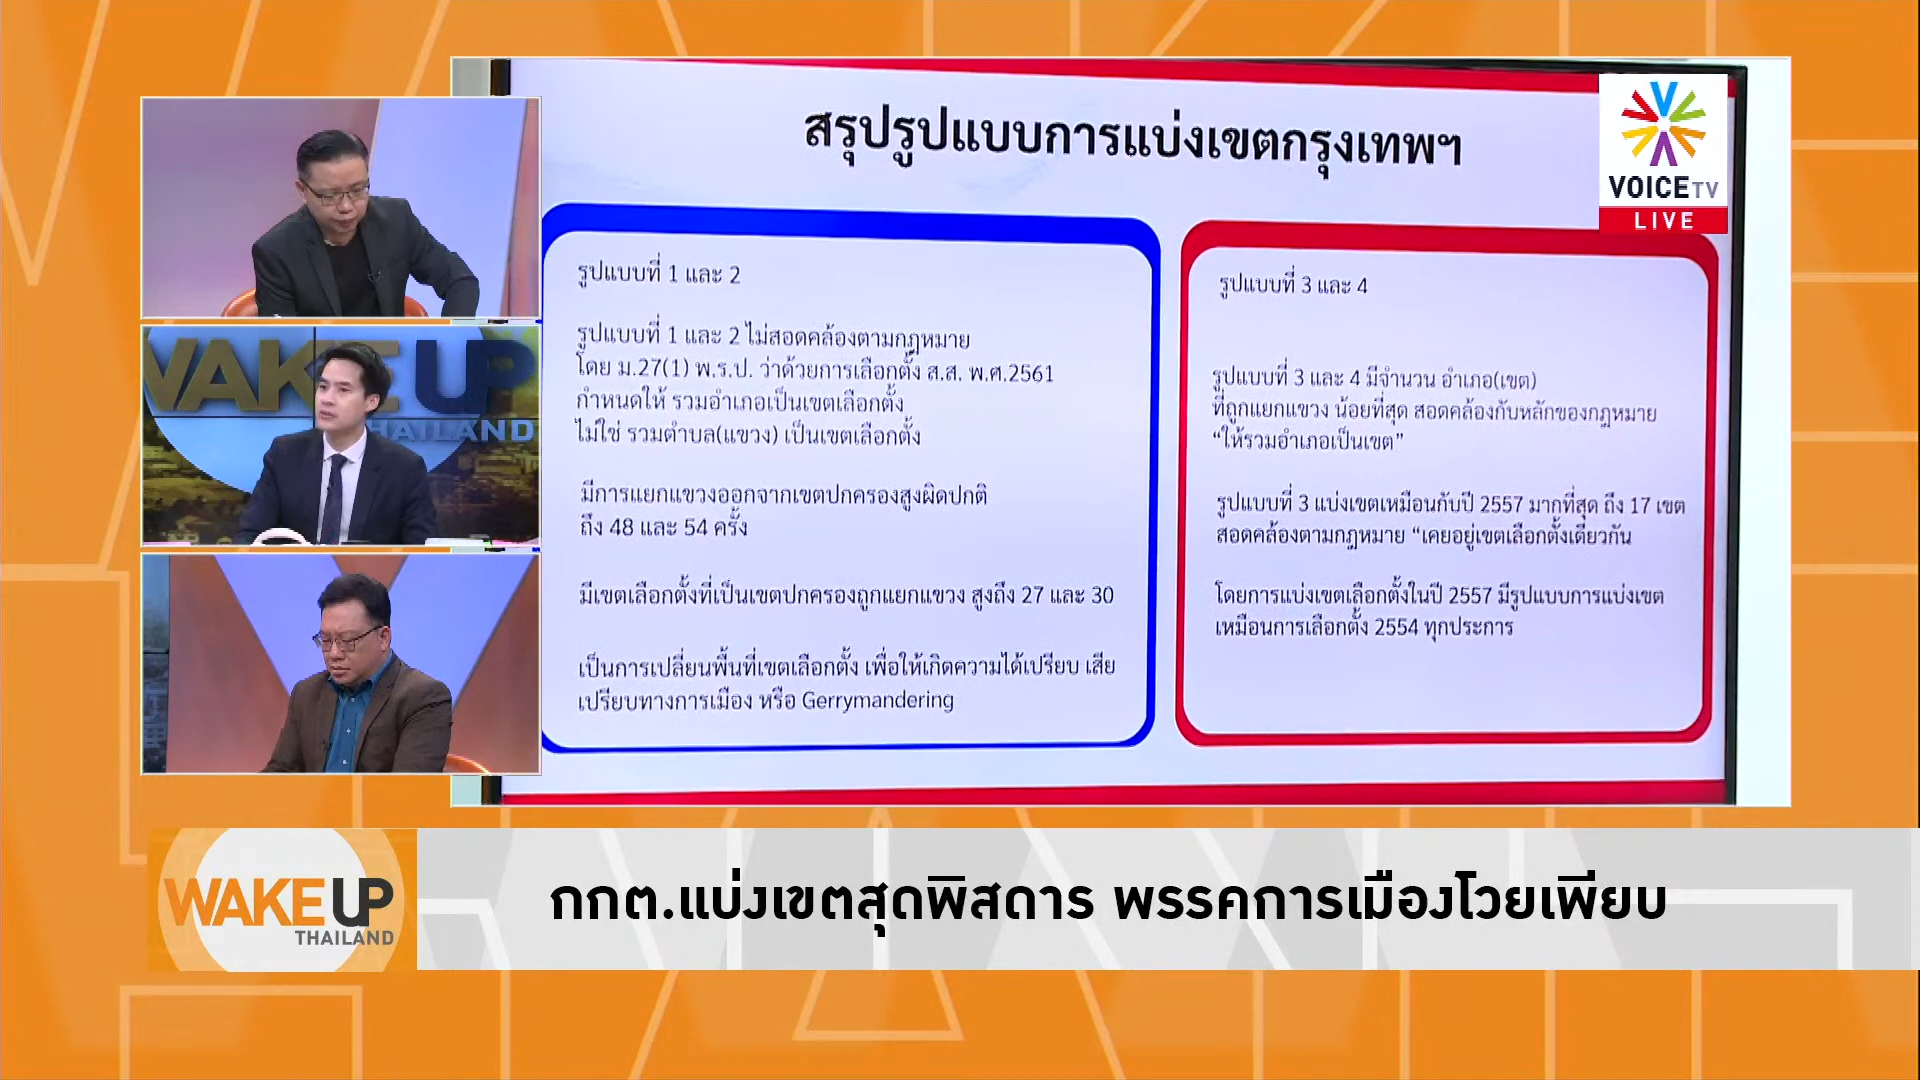 สรุปรูปแบบการแบ่งเขตกรุงเทพฯ
VOICE TV
LIVE
รูปแบบที่ 1 และ 2
รูปแบบที่ 1 และ 2 ไม่สอดคล้องตามกฎหมาย
โดย ม.27(1) พ.ร.ป. ว่าด้วยการเลือกตั้ง ส.ส. พ.ศ.2561
กำหนดให้ รวมอำเภอเป็นเขตเลือกตั้ง
ไม่ใช่ รวมตำบล(แขวง) เป็นเขตเลือกตั้ง
มีการแยกแขวงออกจากเขตปกครองสูงผิดปกติ
ถึง 48 และ 54 ครั้ง
มีเขตเลือกตั้งที่เป็นเขตปกครองถูกแยกแขวง สูงถึง 27 และ 30
เป็นการเปลี่ยนพื้นที่เขตเลือกตั้ง เพื่อให้เกิดความได้เปรียบ เสีย
เปรียบทางการเมือง หรือ Gerrymandering
รูปแบบที่ 3 และ 4
รูปแบบที่ 3 และ 4 มีจำนวน อำเภอ(เขต)
ที่ถูกแยกแขวง น้อยที่สุด สอดคล้องกับหลักของกฎหมาย
“ให้รวมอำเภอเป็นเขต”
รูปแบบที่ 3 แบ่งเขตเหมือนกับปี 2557 มากที่สุด ถึง 17 เขต
สอดคล้องตามกฎหมาย “เคยอยู่เขตเลือกตั้งเดียวกัน
โดยการแบ่งเขตเลือกตั้งในปี 2557 มีรูปแบบการแบ่งเขต
เหมือนการเลือกตั้ง 2554 ทุกประการ
WAKE UP
THAILAND
WAKE UP
THAILAND
กกต.แบ่งเขตสุดพิสดาร พรรคการเมืองโวยเพียบ